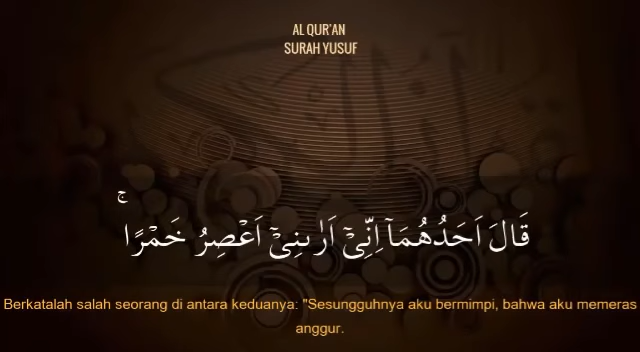 AL QUR'AN
SURAH YUSUF
قَالَ اَحَدُهُمَآ اِنِّيْٓ اَرٰىنِيْٓ اَعْصِرُ خَمْرًا ۚ
Berkatalah salah seorang di antara keduanya: "Sesungguhnya aku bermimpi, bahwa aku memeras
anggur.